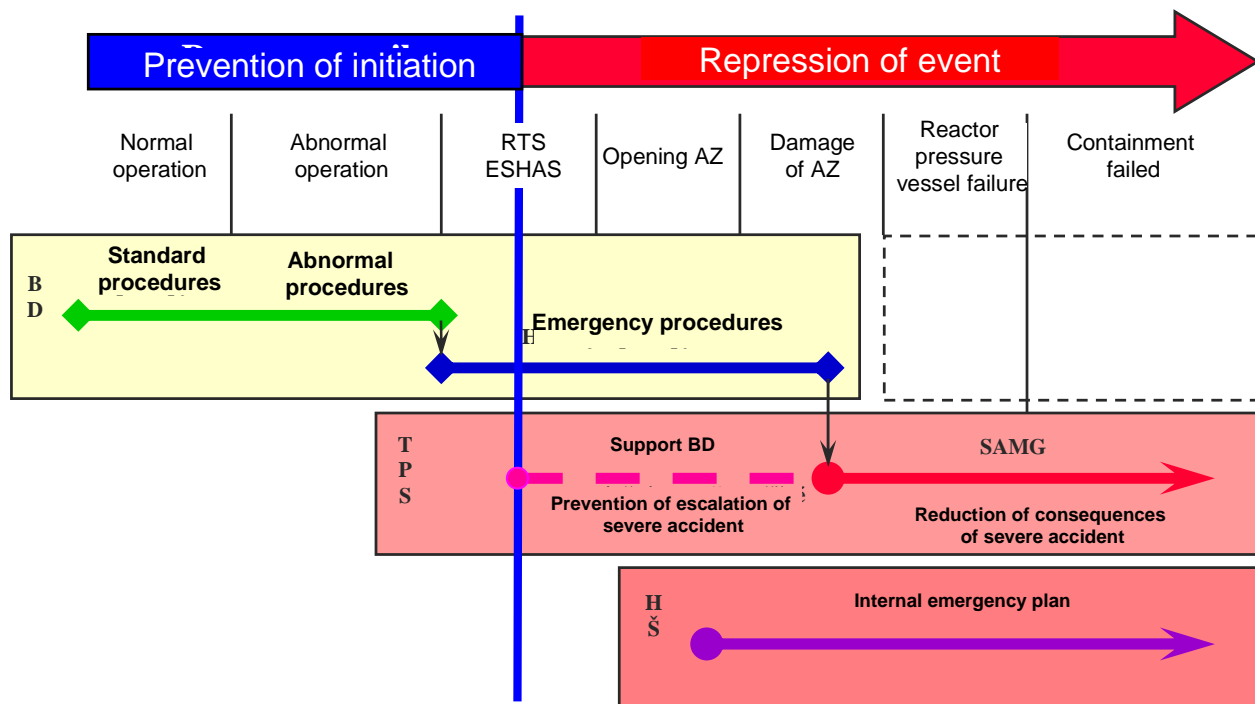 Prevention of initiation
Repression of event
Normal
operation
Abnormal
operation
RTS
ESHAS
Opening AZ
Damage
of AZ
Reactor
pressure
vessel failure
Containment
failed
B
D
Standard
procedures
Abnormal
procedures
Emergency procedures
H
T
P
S
Support BD
SAMG
Prevention of escalation of
severe accident
Reduction of consequences
of severe accident
H
Š
Internal emergency plan